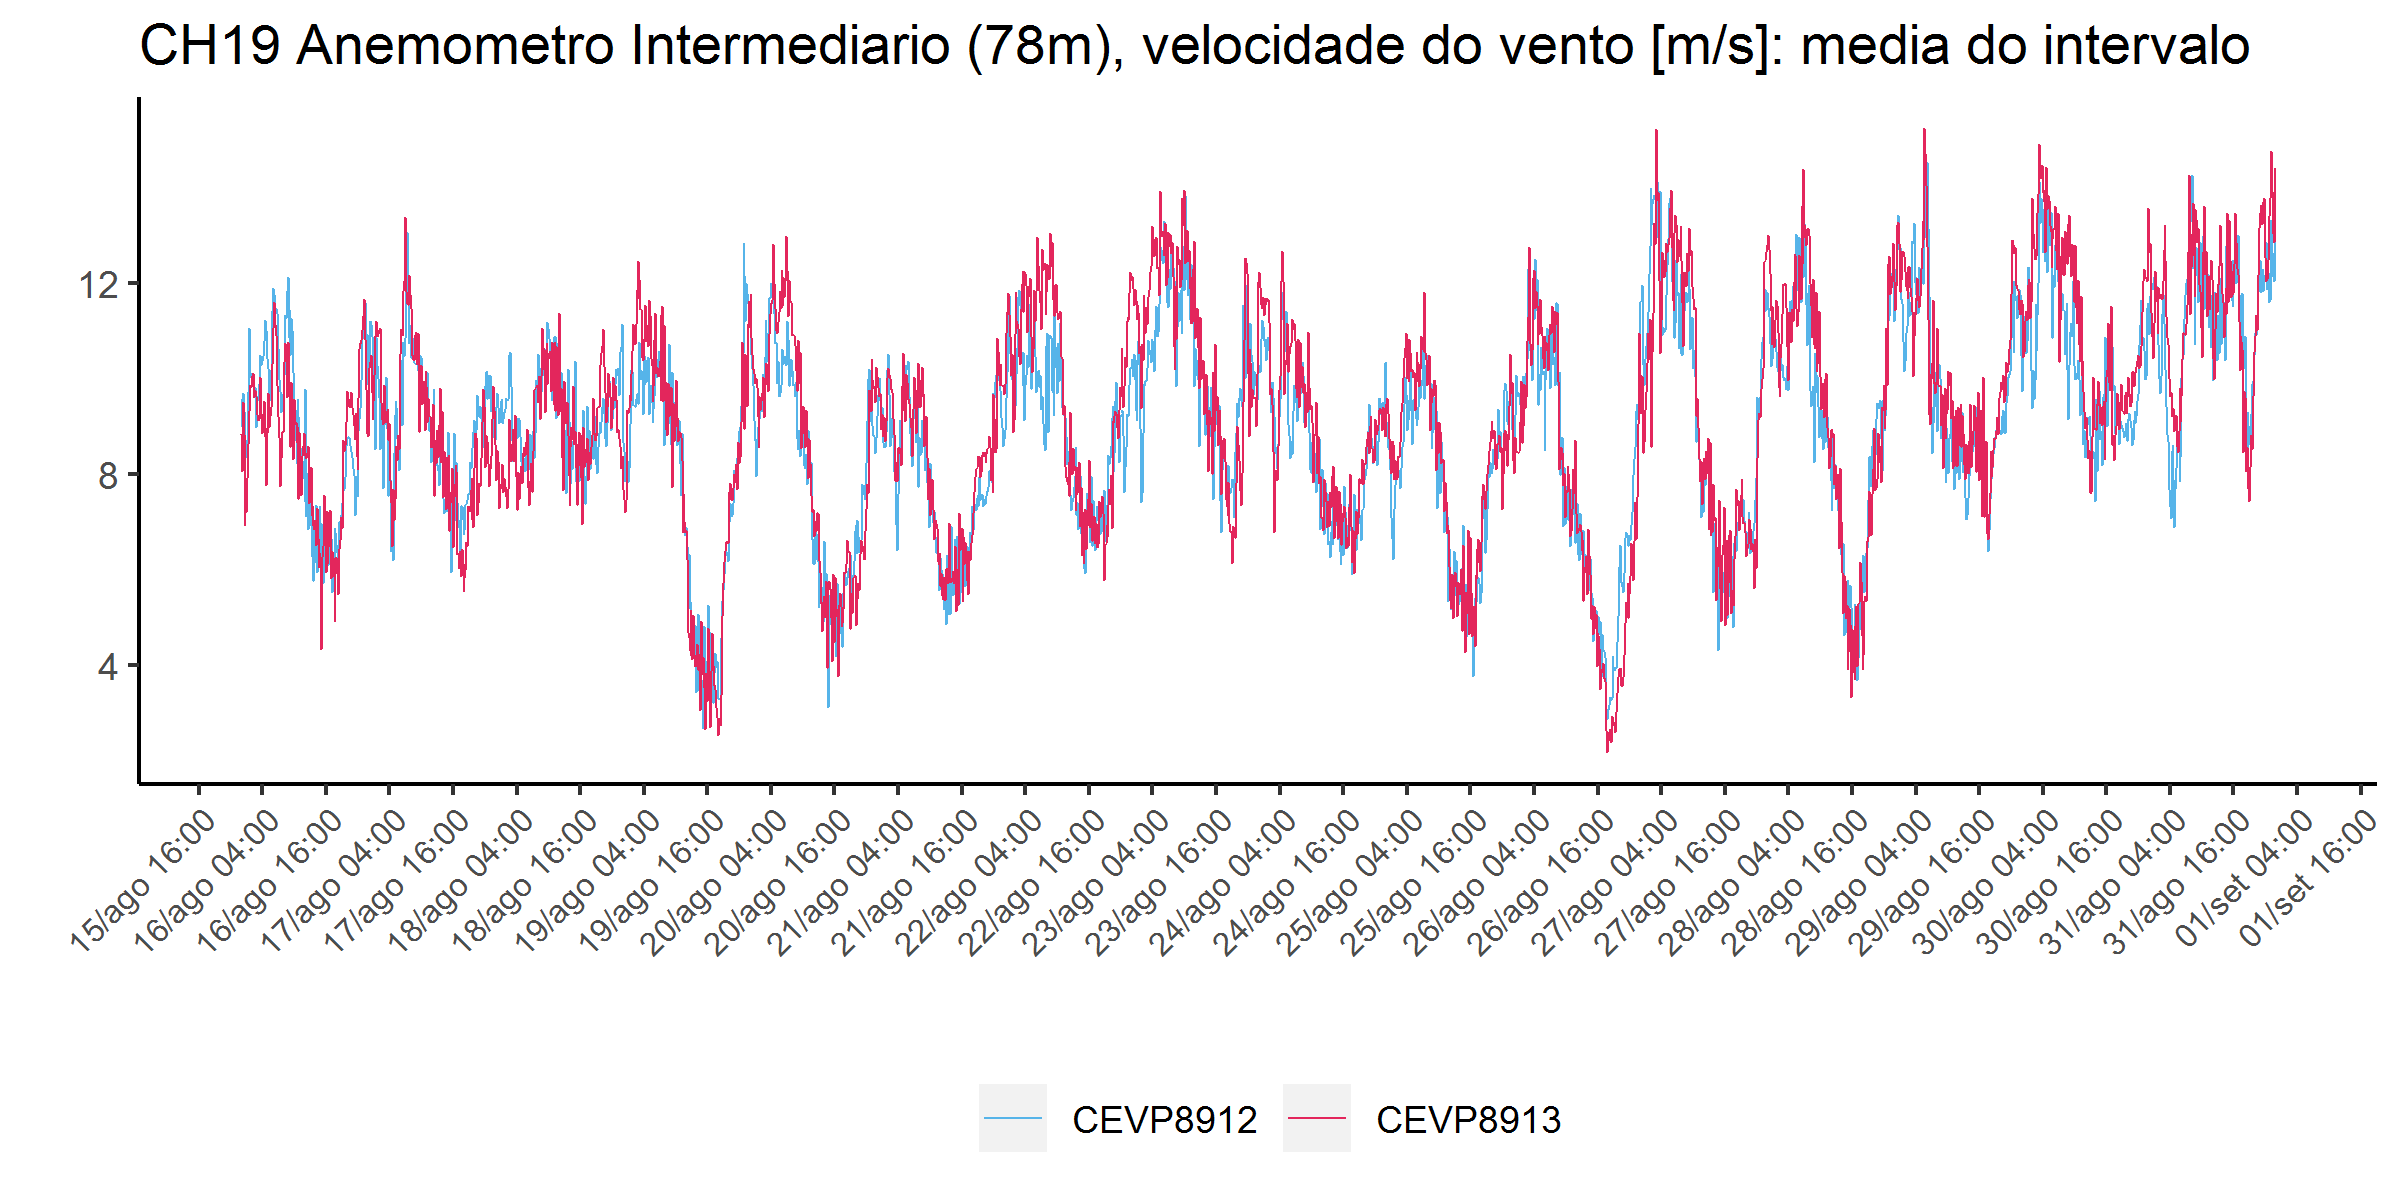 CH19 Anemometro Intermediario (78m), velocidade do vento [m/s]: media do intervalo
12
8
4
15/ago 16:00
16/ago 04:00
16/ago 16:00
17/ago 04:00
17/ago 16:00
18/ago 04:00
18/ago 16:00
19/ago 04:00
19/ago 16:00
20/ago 04:00
20/ago 16:00
21/ago 04:00
21/ago 16:00
22/ago 04:00
22/ago 16:00
23/ago 04:00
23/ago 16:00
24/ago 04:00
24/ago 16:00
25/ago 04:00
25/ago 16:00
26/ago 04:00
26/ago 16:00
27/ago 04:00
27/ago 16:00
28/ago 04:00
28/ago 16:00
29/ago 04:00
29/ago 16:00
30/ago 04:00
30/ago 16:00
31/ago 04:00
31/ago 16:00
01/set 04:00
01/set 16:00
CEVP8912
CEVP8913